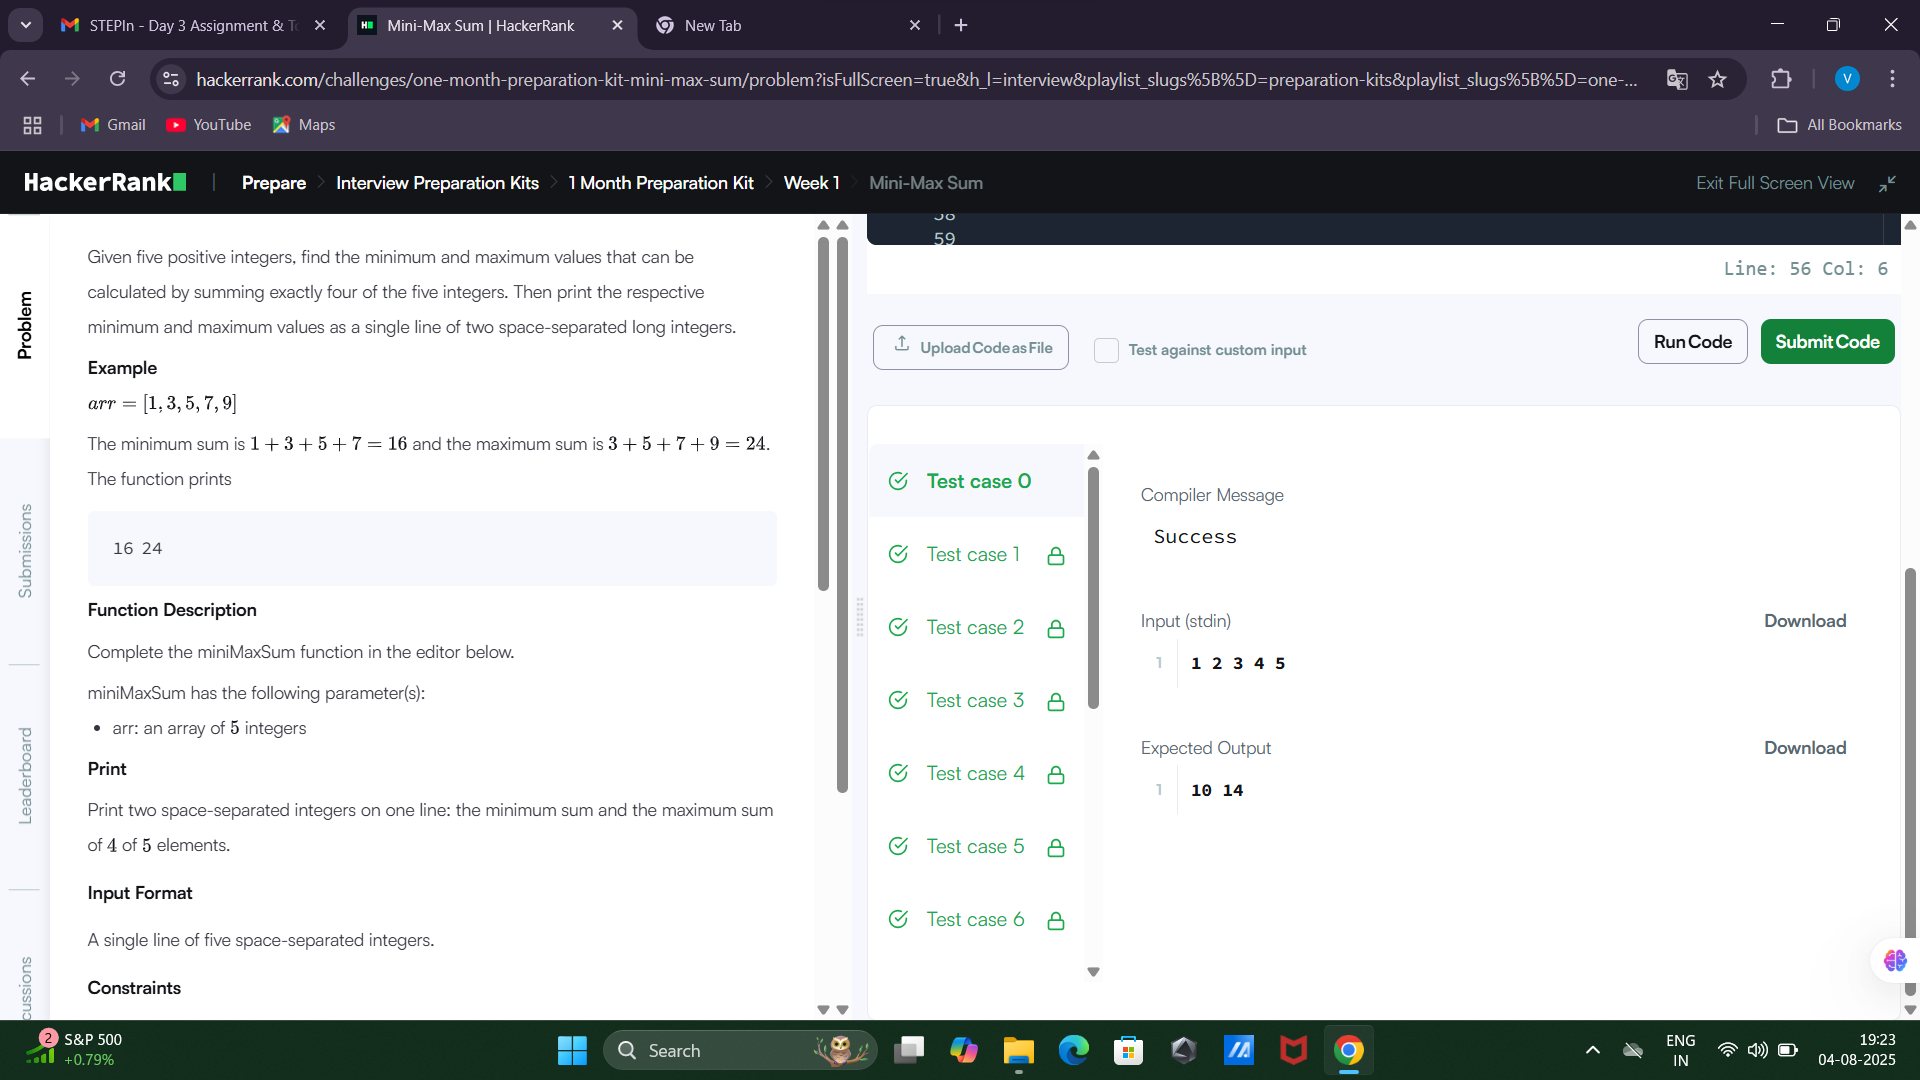 STEPIn - Day 3 Assignment & To
Mini-Max Sum | HackerRank
New Tab
hackerrank.com/challenges/one-month-preparation-kit-mini-max-sum/problem?isFullScreen=true&h_l=interview&playlist_slugs%5B%5D=preparation-kits&playlist_slugs%5B%5D=one-...
V
Gmail
YouTube
Maps
All Bookmarks
HackerRank
Prepare
Interview Preparation Kits
1 Month Preparation Kit
Week 1
Mini-Max Sum
Exit Full Screen View
Problem
Submissions
Leaderboard
cussions
Given five positive integers, find the minimum and maximum values that can be
calculated by summing exactly four of the five integers. Then print the respective
minimum and maximum values as a single line of two space-separated long integers.
Example
arr = [1, 3, 5, 7, 9]
The minimum sum is 1 + 3 + 5 + 7 = 16 and the maximum sum is 3 + 5 + 7 + 9 = 24.
The function prints
16 24
Function Description
Complete the miniMaxSum function in the editor below.
miniMaxSum has the following parameter(s):
• arr: an array of 5 integers
Print
Print two space-separated integers on one line: the minimum sum and the maximum sum
of 4 of 5 elements.
Input Format
A single line of five space-separated integers.
Constraints
58
59
Line: 56 Col: 6
Upload Code as File
Test against custom input
Run Code
Submit Code
Test case 0
Test case 1
Test case 2
Test case 3
Test case 4
Test case 5
Test case 6
Compiler Message
Success
Input (stdin)
Download
1
1 2 3 4 5
Expected Output
Download
1
10 14
2
S&P 500
+0.79%
Search
ENG
IN
19:23
04-08-2025